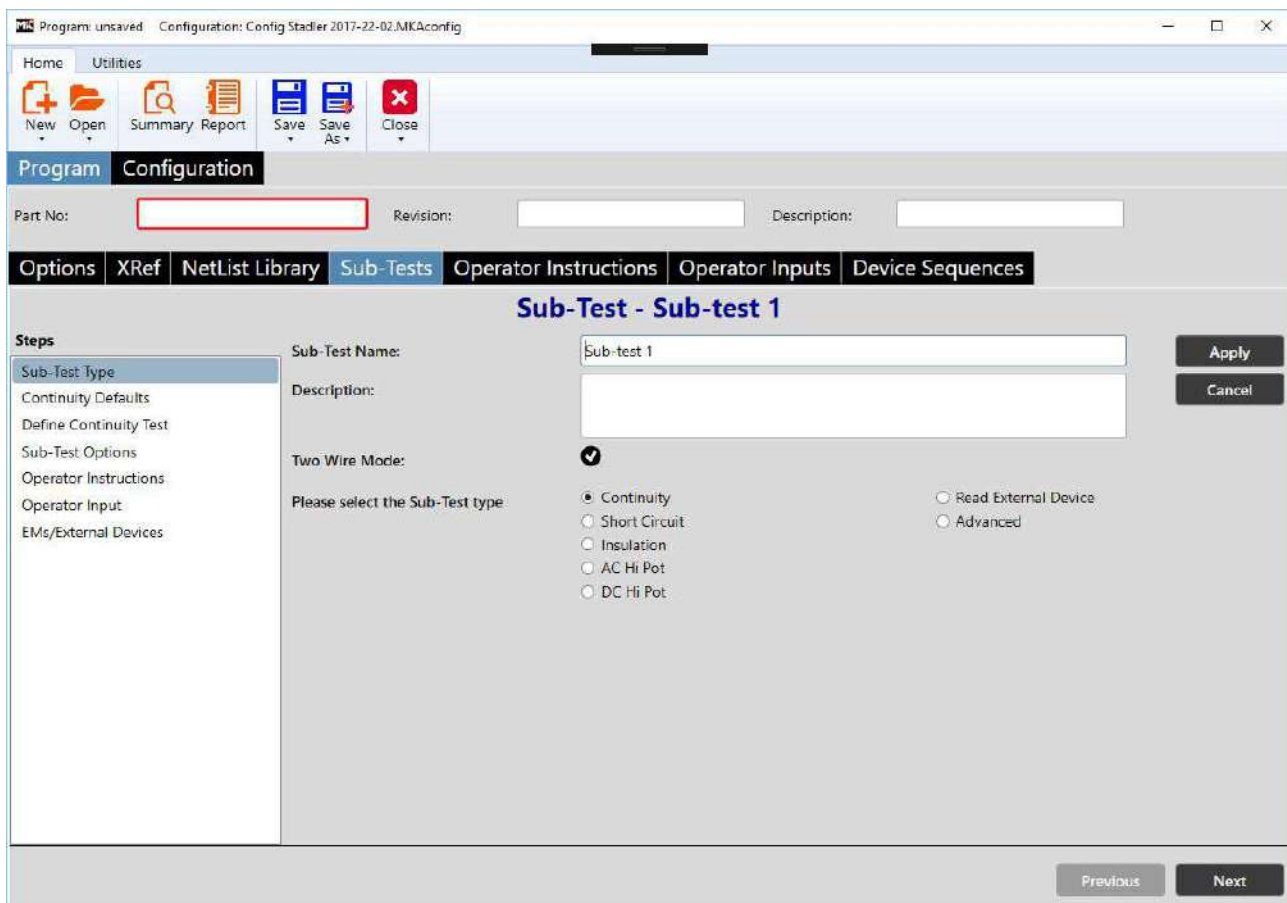 MK Program: unsaved Configuration: Config Stadler 2017-22-02.MKAconfig
Home Utilities
New Open Summary Report Save Save As Close
Program Configuration
Part No: Revision: Description:
Options XRef NetList Library Sub-Tests Operator Instructions Operator Inputs Device Sequences
Sub-Test - Sub-test 1
Steps
Sub-Test Type
Continuity Defaults
Define Continuity Test
Sub-Test Options
Operator Instructions
Operator Input
EMs/External Devices
Sub-Test Name: Sub-test 1
Description:
Two Wire Mode:
Please select the Sub-Test type
Continuity
Short Circuit
Insulation
AC Hi Pot
DC Hi Pot
Read External Device
Advanced
Apply
Cancel
Previous Next